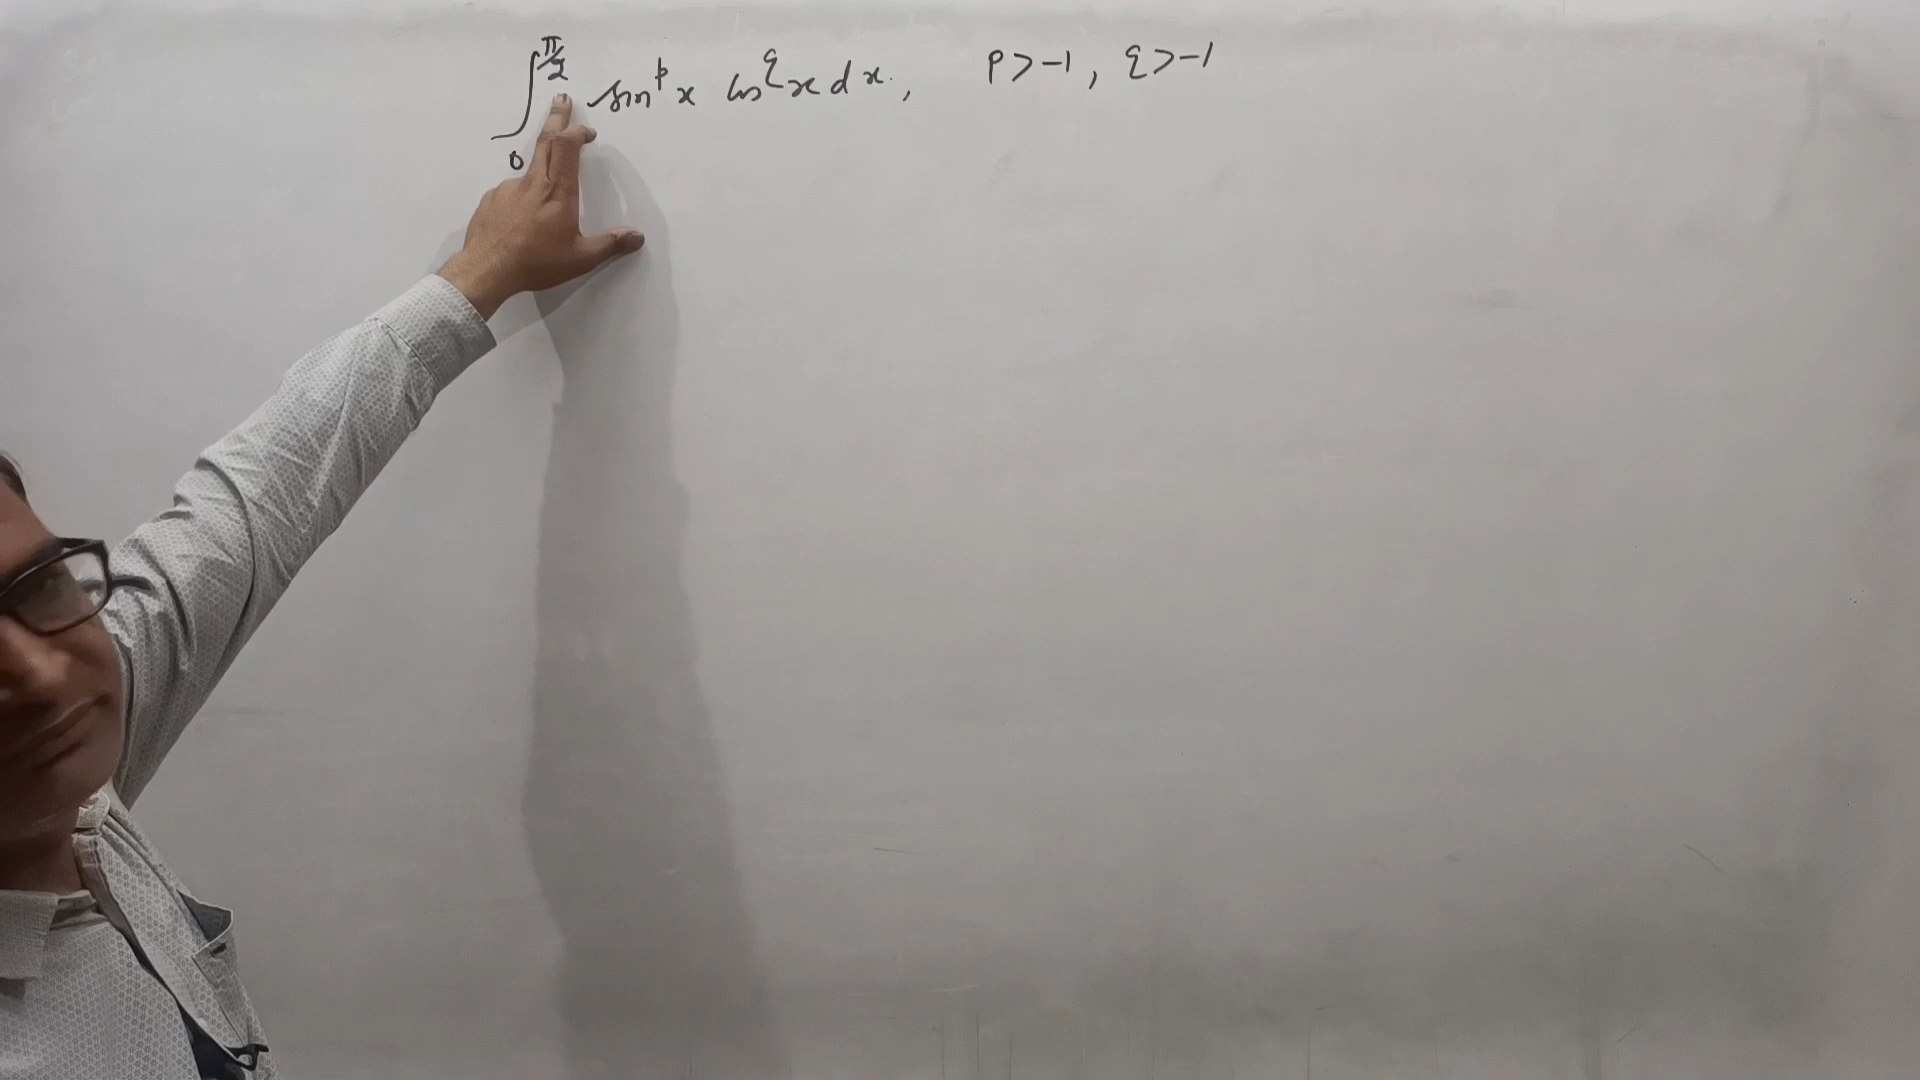 ∫₀^(π/2) sin^p x cos^q x dx, p > -1, q > -1